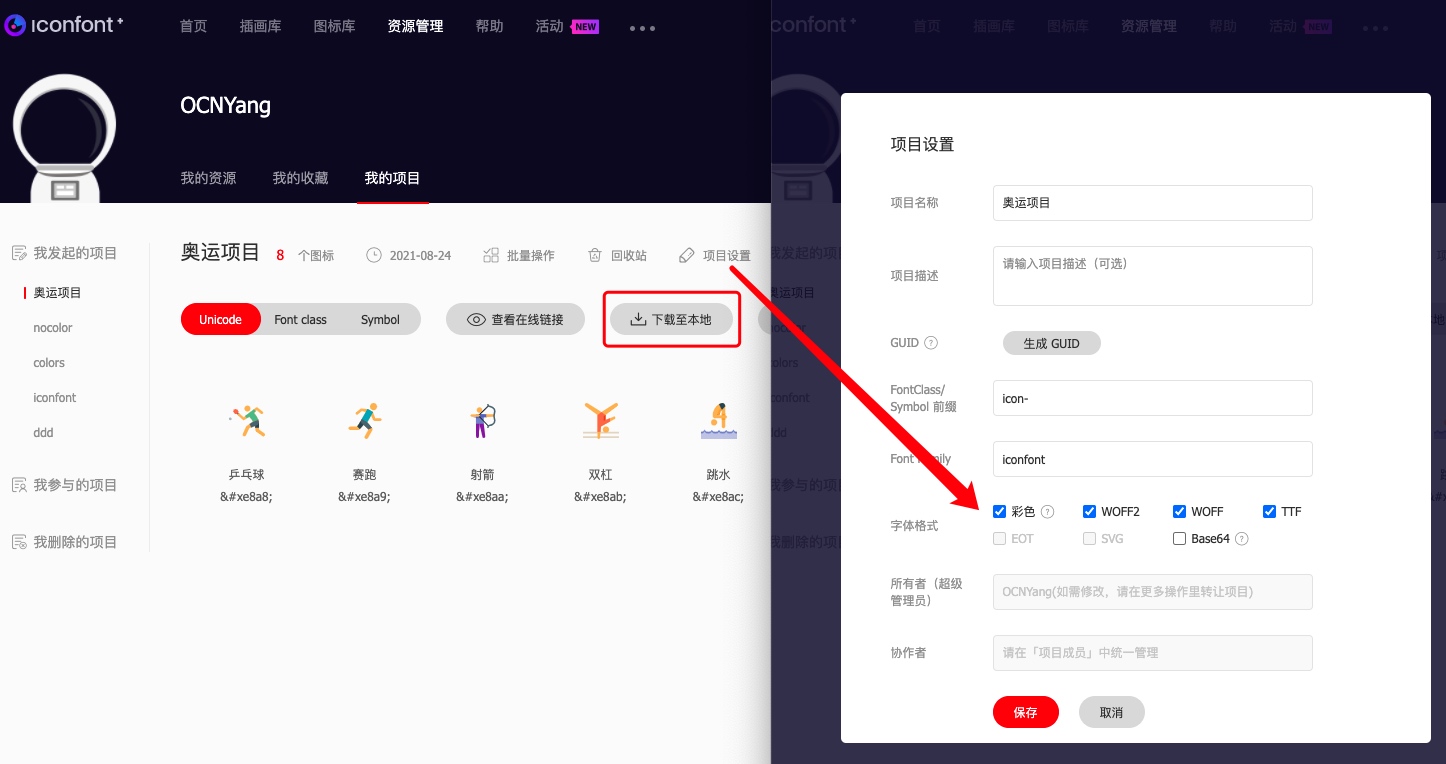 iconfont+
首页 插画库 图标库 资源管理 帮助 活动 NEW
OCNYang
我的资源 我的收藏 我的项目
我发起的项目
奥运项目
nocolor
colors
iconfont
ddd
我参与的项目
我删除的项目
奥运项目 8 个图标 2021-08-24 批量操作 回收站 项目设置
Unicode Font class Symbol 查看在线链接 下载至本地
乒乓球 赛跑 射箭 双杠 跳水
&#xe8a8; &#xe8a9; &#xe8aa; &#xe8ab; &#xe8ac;
confont+
首页 插画库 图标库 资源管理 帮助 活动 NEW
项目设置
项目名称 奥运项目
项目描述 请输入项目描述（可选）
GUID ? 生成 GUID
FontClass/
Symbol 前缀
icon-
Font Family iconfont
字体格式
彩色 ? WOFF2 WOFF TTF
EOT SVG Base64 ?
所有者（超级
管理员）
OCNYang(如需修改，请在更多操作里转让项目)
协作者 请在「项目成员」中统一管理
保存 取消